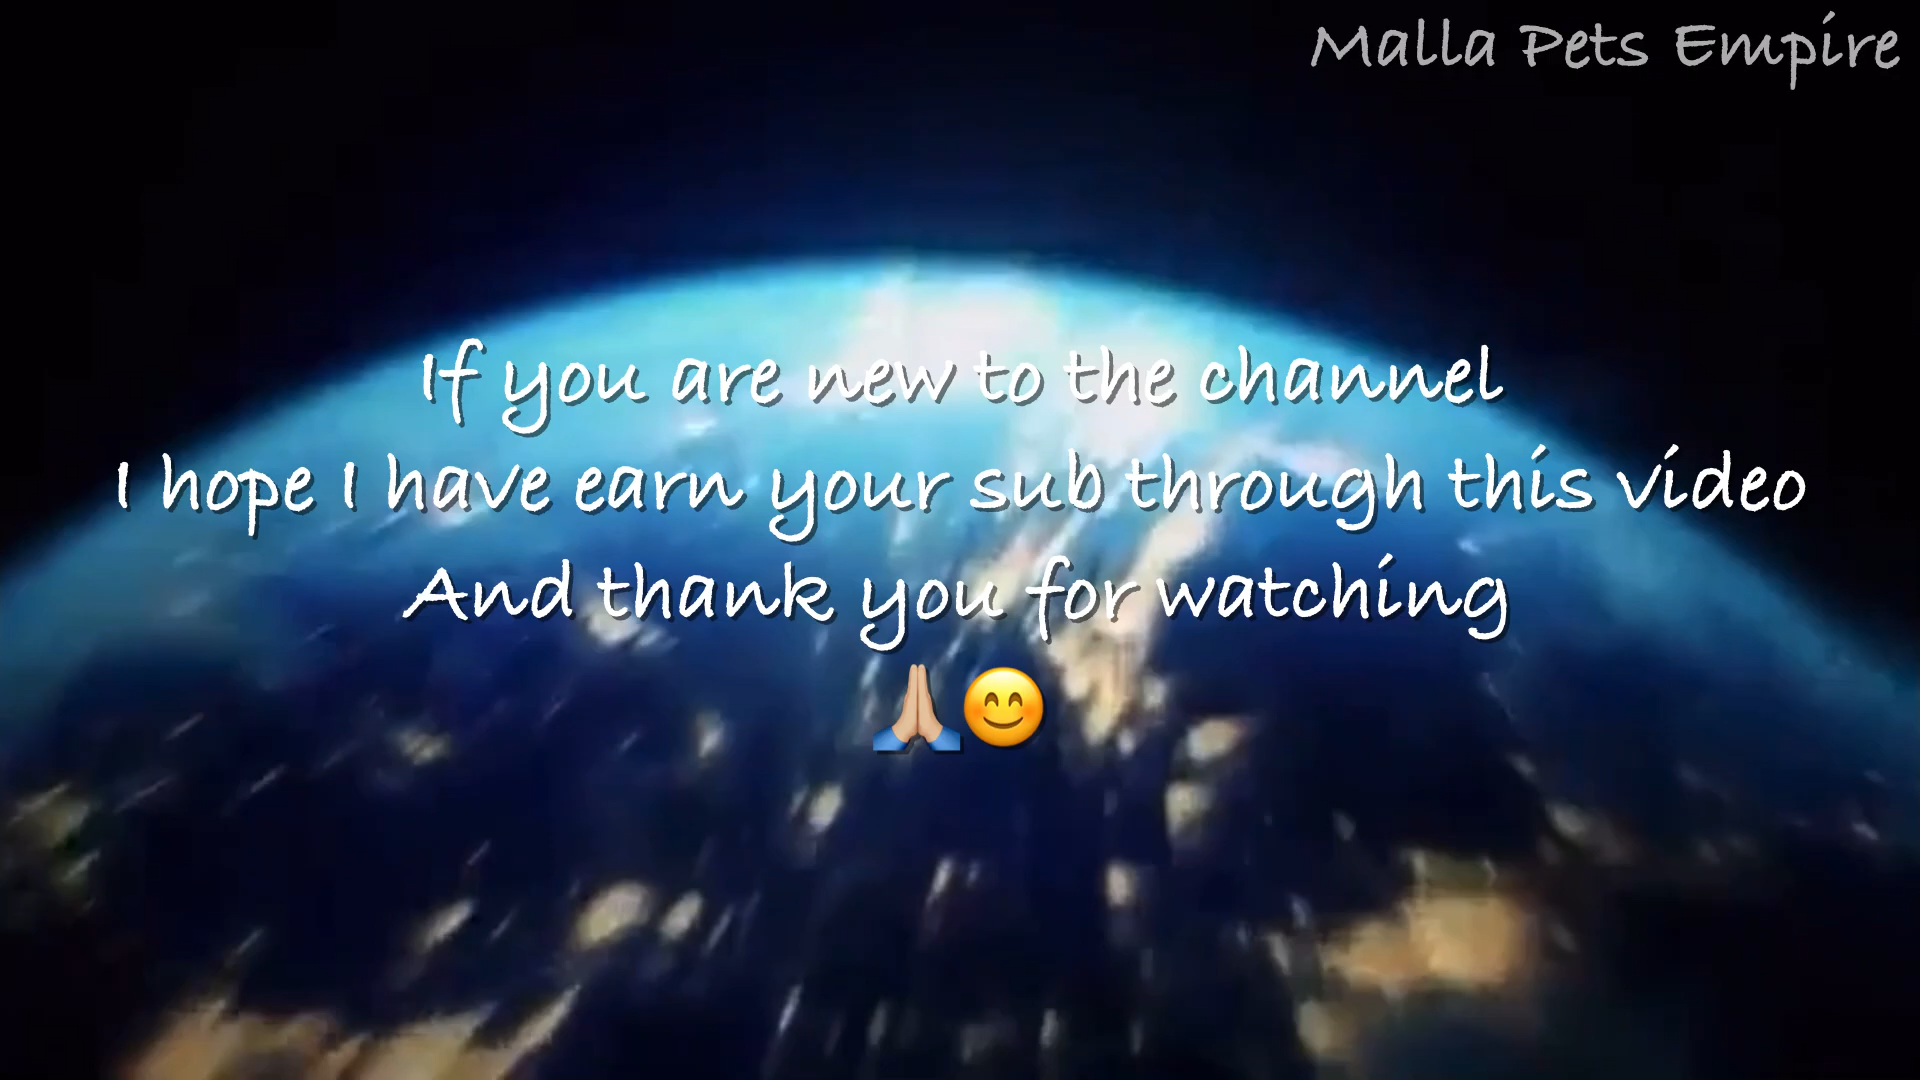 Malla Pets Empire
If you are new to the channel
I hope I have earn your sub through this video
And thank you for watching
🙏🏼😊